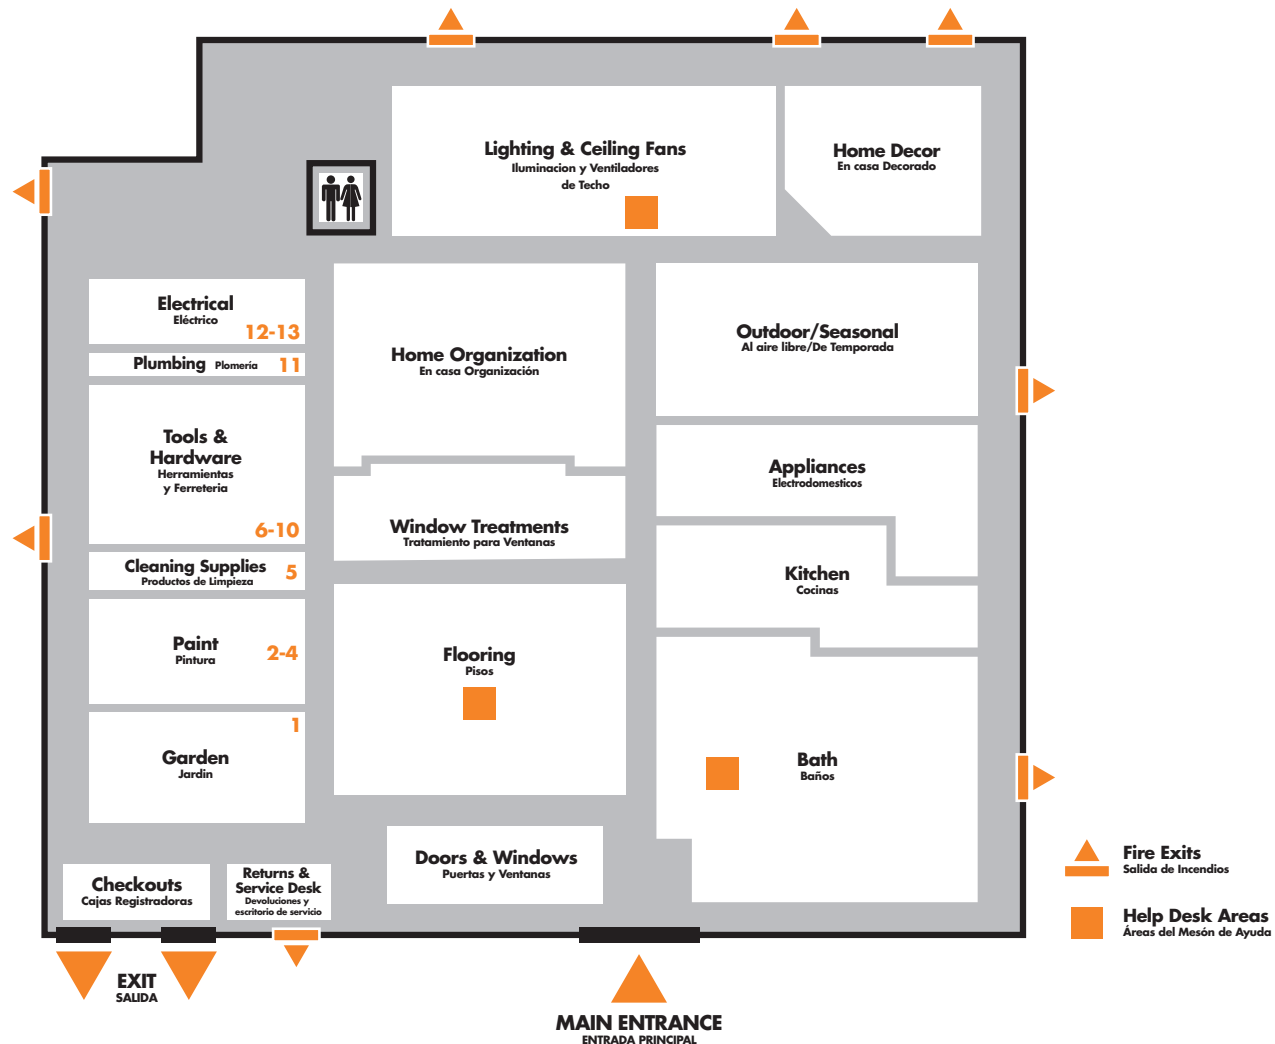 Lighting & Ceiling Fans
Iluminacion y Ventiladores
de Techo
Home Decor
En casa Decorado
Electrical
Eléctrico
12-13
Plumbing Plomería 11
Tools &
Hardware
Herramientas
y Ferreteria
6-10
Cleaning Supplies
Productos de Limpieza
5
Paint
Pintura
2-4
1
Garden
Jardin
Home Organization
En casa Organización
Window Treatments
Tratamiento para Ventanas
Flooring
Pisos
Doors & Windows
Puertas y Ventanas
Outdoor/Seasonal
Al aire libre/De Temporada
Appliances
Electrodomesticos
Kitchen
Cocinas
Bath
Baños
Checkouts
Cajas Registradoras
Returns &
Service Desk
Devoluciones y
escritorio de servicio
EXIT
SALIDA
MAIN ENTRANCE
ENTRADA PRINCIPAL
Fire Exits
Salida de Incendios
Help Desk Areas
Áreas del Mesón de Ayuda